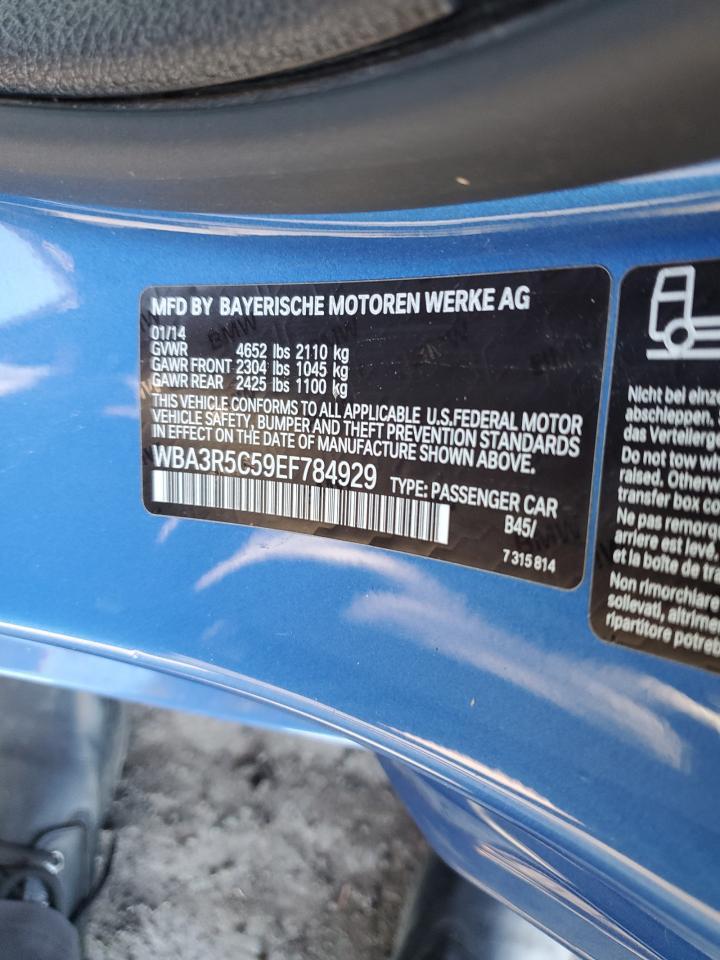 MFD BY BAYERISCHE MOTOREN WERKE AG
01/14
GVWR 4652 lbs 2110 kg
GAWR FRONT 2304 lbs 1045 kg
GAWR REAR 2425 lbs 1100 kg
THIS VEHICLE CONFORMS TO ALL APPLICABLE U.S.FEDERAL MOTOR
VEHICLE SAFETY, BUMPER AND THEFT PREVENTION STANDARDS
IN EFFECT ON THE DATE OF MANUFACTURE SHOWN ABOVE.
WBA3R5C59EF784929
TYPE: PASSENGER CAR
B45/
7 315 814
Nicht bei einze
abschleppen, 
das Verteilerge
Do not tow wh
raised. Otherw
transfer box co
Ne pas remorqu
arriere est levé,
et la boîte de tr
Non rimorchiare
sollevati, altrime
ripartitore potreb